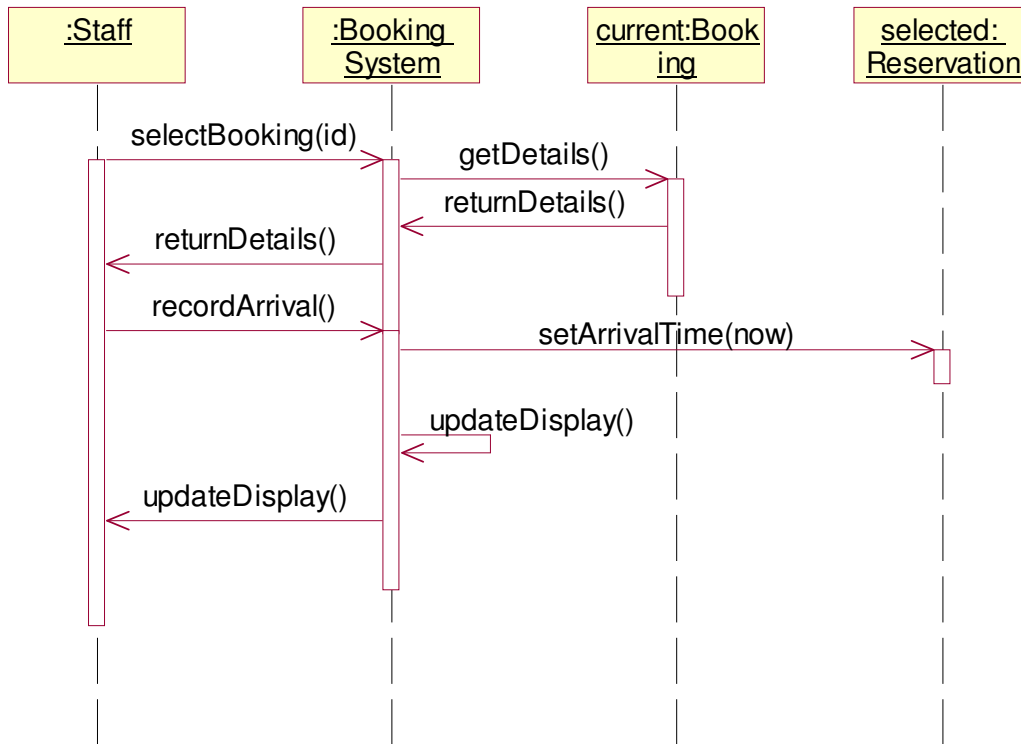 :Staff
:Booking
System
current:Book
ing
selected:
Reservation
selectBooking(id)
getDetails()
returnDetails()
returnDetails()
recordArrival()
setArrivalTime(now)
updateDisplay()
updateDisplay()